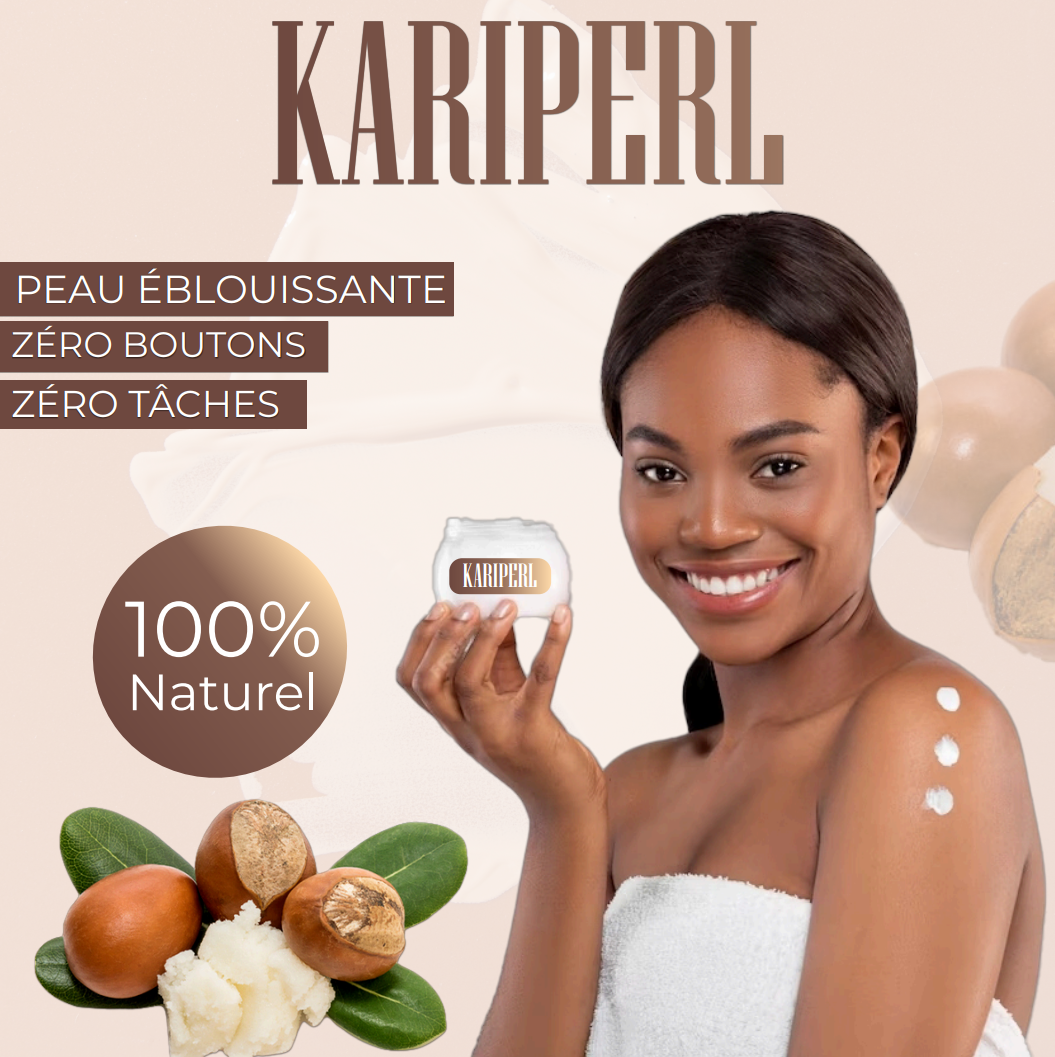 KARIPERL
PEAU ÉBLOUISSANTE
ZÉRO BOUTONS
ZÉRO TÂCHES
KARIPERL
100%
Naturel